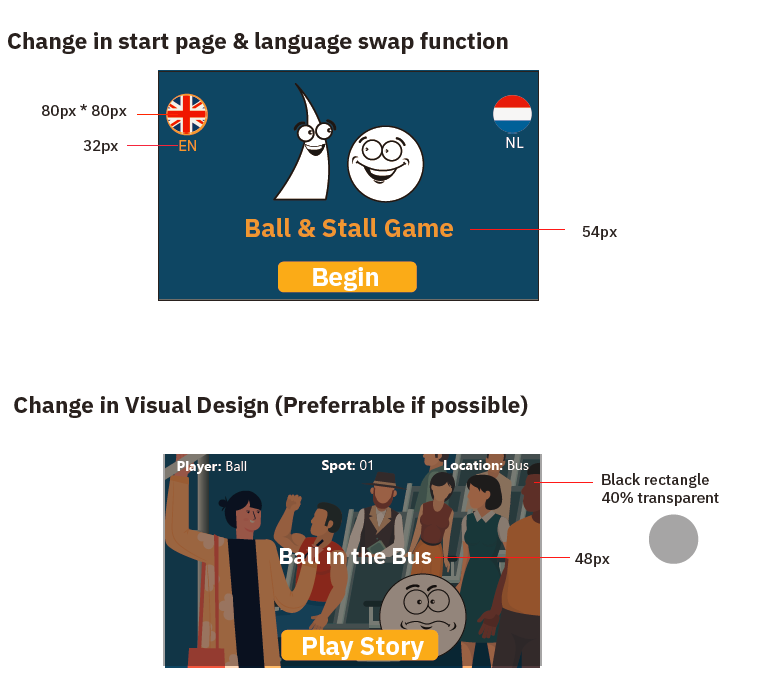 Change in start page & language swap function
80px * 80px
32px
EN
NL
Ball & Stall Game
54px
Begin
Change in Visual Design (Preferrable if possible)
Player: Ball
Spot: 01
Location: Bus
Black rectangle
40% transparent
Ball in the Bus
48px
Play Story